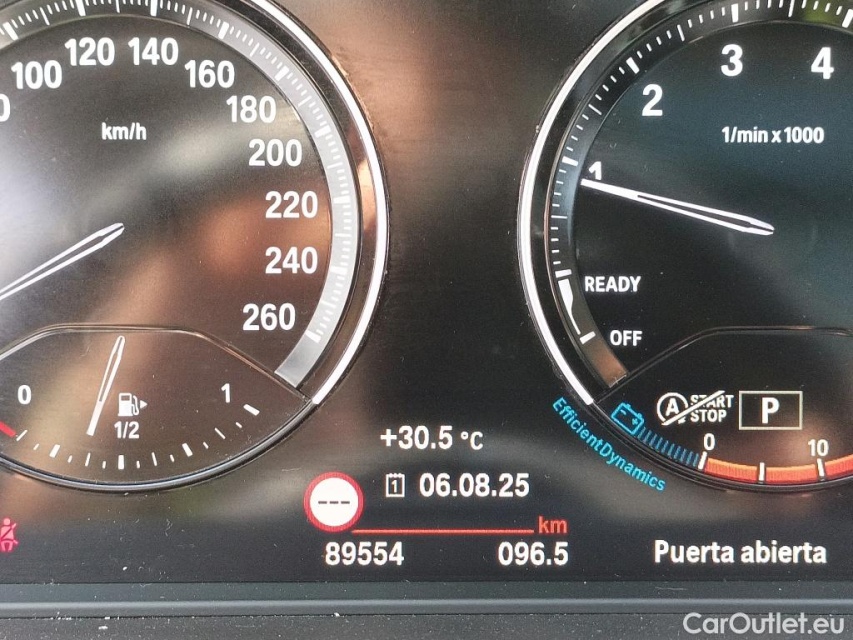 100
120
140
160
180
200
220
240
260
km/h
0
1/2
1
1
2
3
4
1/min x 1000
READY
OFF
A START STOP
P
0
10
EfficientDynamics
+30.5 °C
1 06.08.25
---
km
89554 096.5
Puerta abierta
CarOutlet.eu